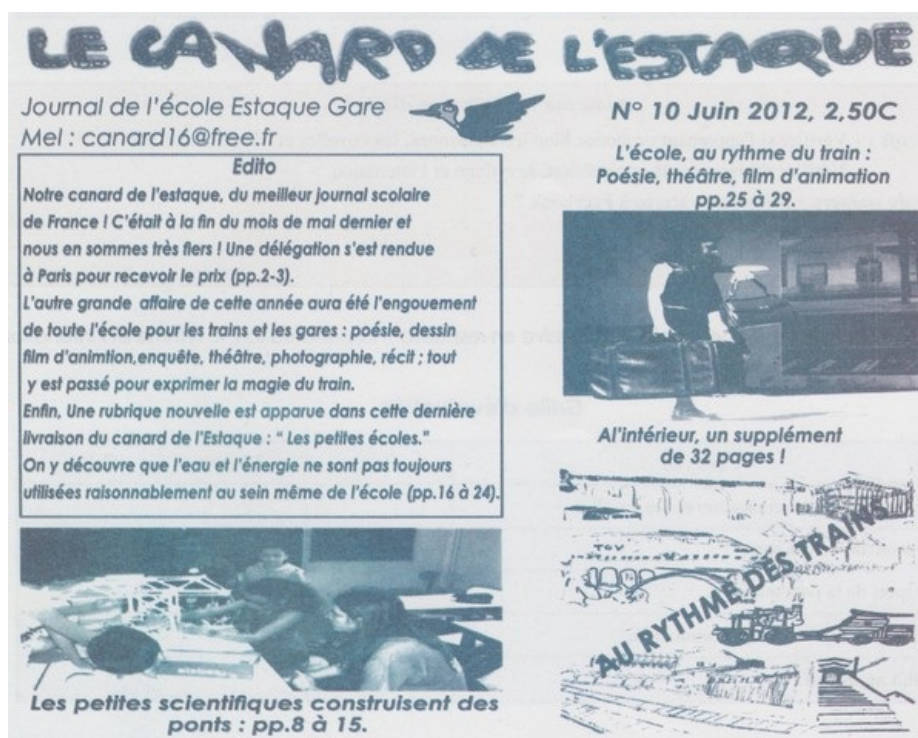 LE CANARD DE L'ESTAQUE
Journal de l'école Estaque Gare
Mel : canard16@free.fr
N° 10 Juin 2012, 2,50C
Edito
Notre canard de l'estaque, du meilleur journal scolaire
de France ! C'était à la fin du mois de mai dernier et
nous en sommes très fiers ! Une délégation s'est rendue
à Paris pour recevoir le prix (pp.2-3).
L'autre grande affaire de cette année aura été l'engouement
de toute l'école pour les trains et les gares : poésie, dessin
film d'animtion,enquête, théâtre, photographie, récit ; tout
y est passé pour exprimer la magie du train.
Enfin, Une rubrique nouvelle est apparue dans cette dernière
livraison du canard de l'Estaque : " Les petites écoles."
On y découvre que l'eau et l'énergie ne sont pas toujours
utilisées raisonnablement au sein même de l'école (pp.16 à 24).
Les petites scientifiques construisent des
ponts : pp.8 à 15.
L'école, au rythme du train :
Poésie, théâtre, film d'animation
pp.25 à 29.
Al'intérieur, un supplément
de 32 pages !
TGV
AU RYTHME DES TRAINS